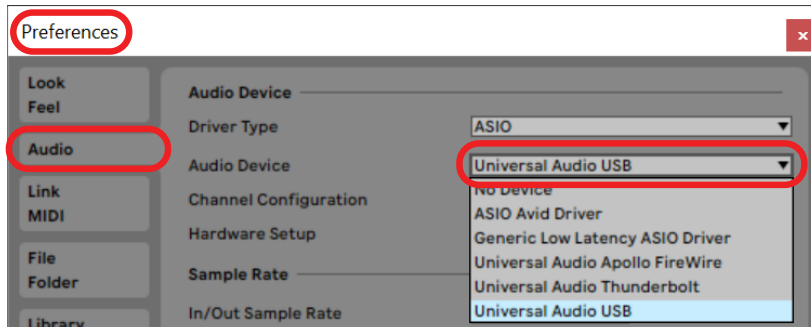 Preferences
x
Look
Feel
Audio
Link
MIDI
File
Folder
Library
Audio Device
Driver Type
ASIO
Audio Device
Universal Audio USB
Channel Configuration
No Device
ASIO Avid Driver
Hardware Setup
Generic Low Latency ASIO Driver
Universal Audio Apollo FireWire
Sample Rate
Universal Audio Thunderbolt
In/Out Sample Rate
Universal Audio USB